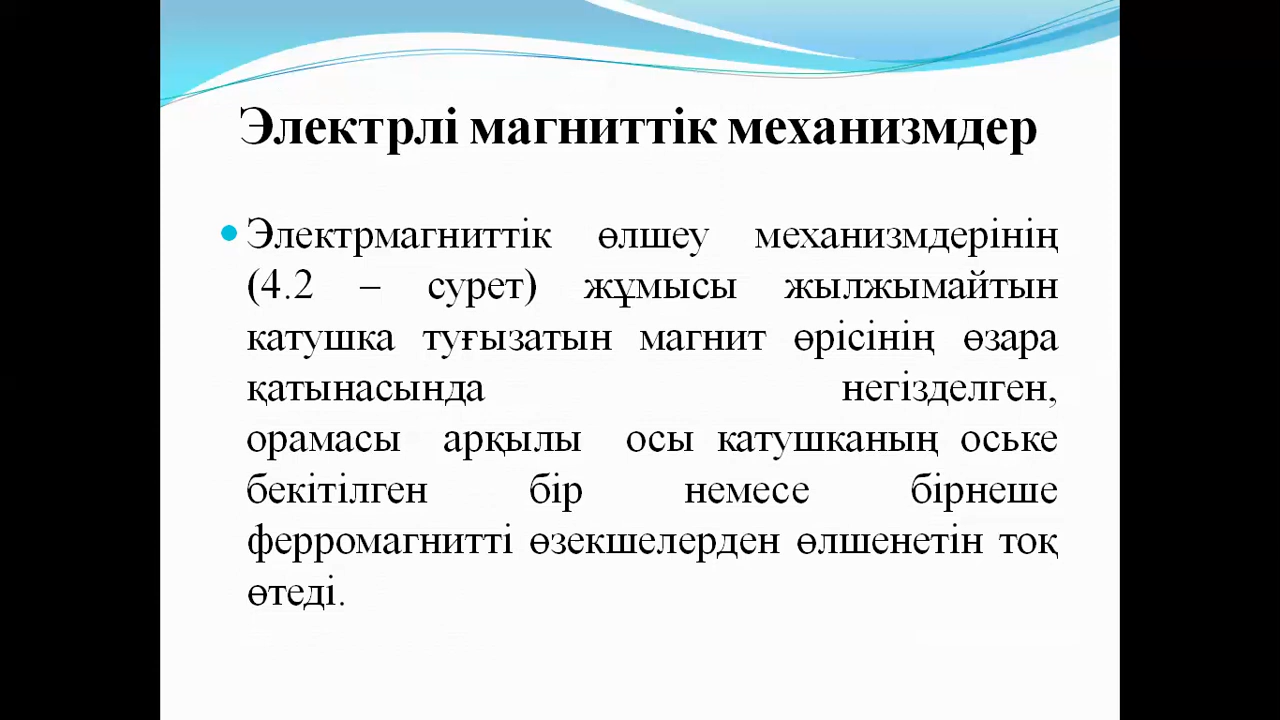 Электрлі магниттік механизмдер
• Электрмагниттік өлшеу механизмдерінің
(4.2 – сурет) жұмысы жылжымайтын
катушка туғызатын магнит өрісінің өзара
қатынасында негізделген,
орамасы арқылы осы катушканың оське
бекітілген бір немесе бірнеше
ферромагнитті өзекшелерден өлшенетін тоқ
өтеді.